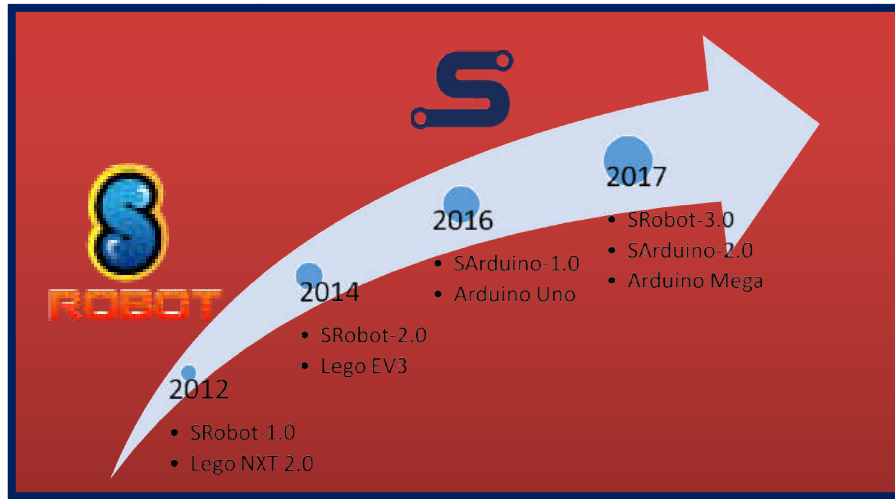 S
S
ROBOT
2012
• SRobot-1.0
• Lego NXT 2.0
2014
• SRobot-2.0
• Lego EV3
2016
• SArduino-1.0
• Arduino Uno
2017
• SRobot-3.0
• SArduino-2.0
• Arduino Mega